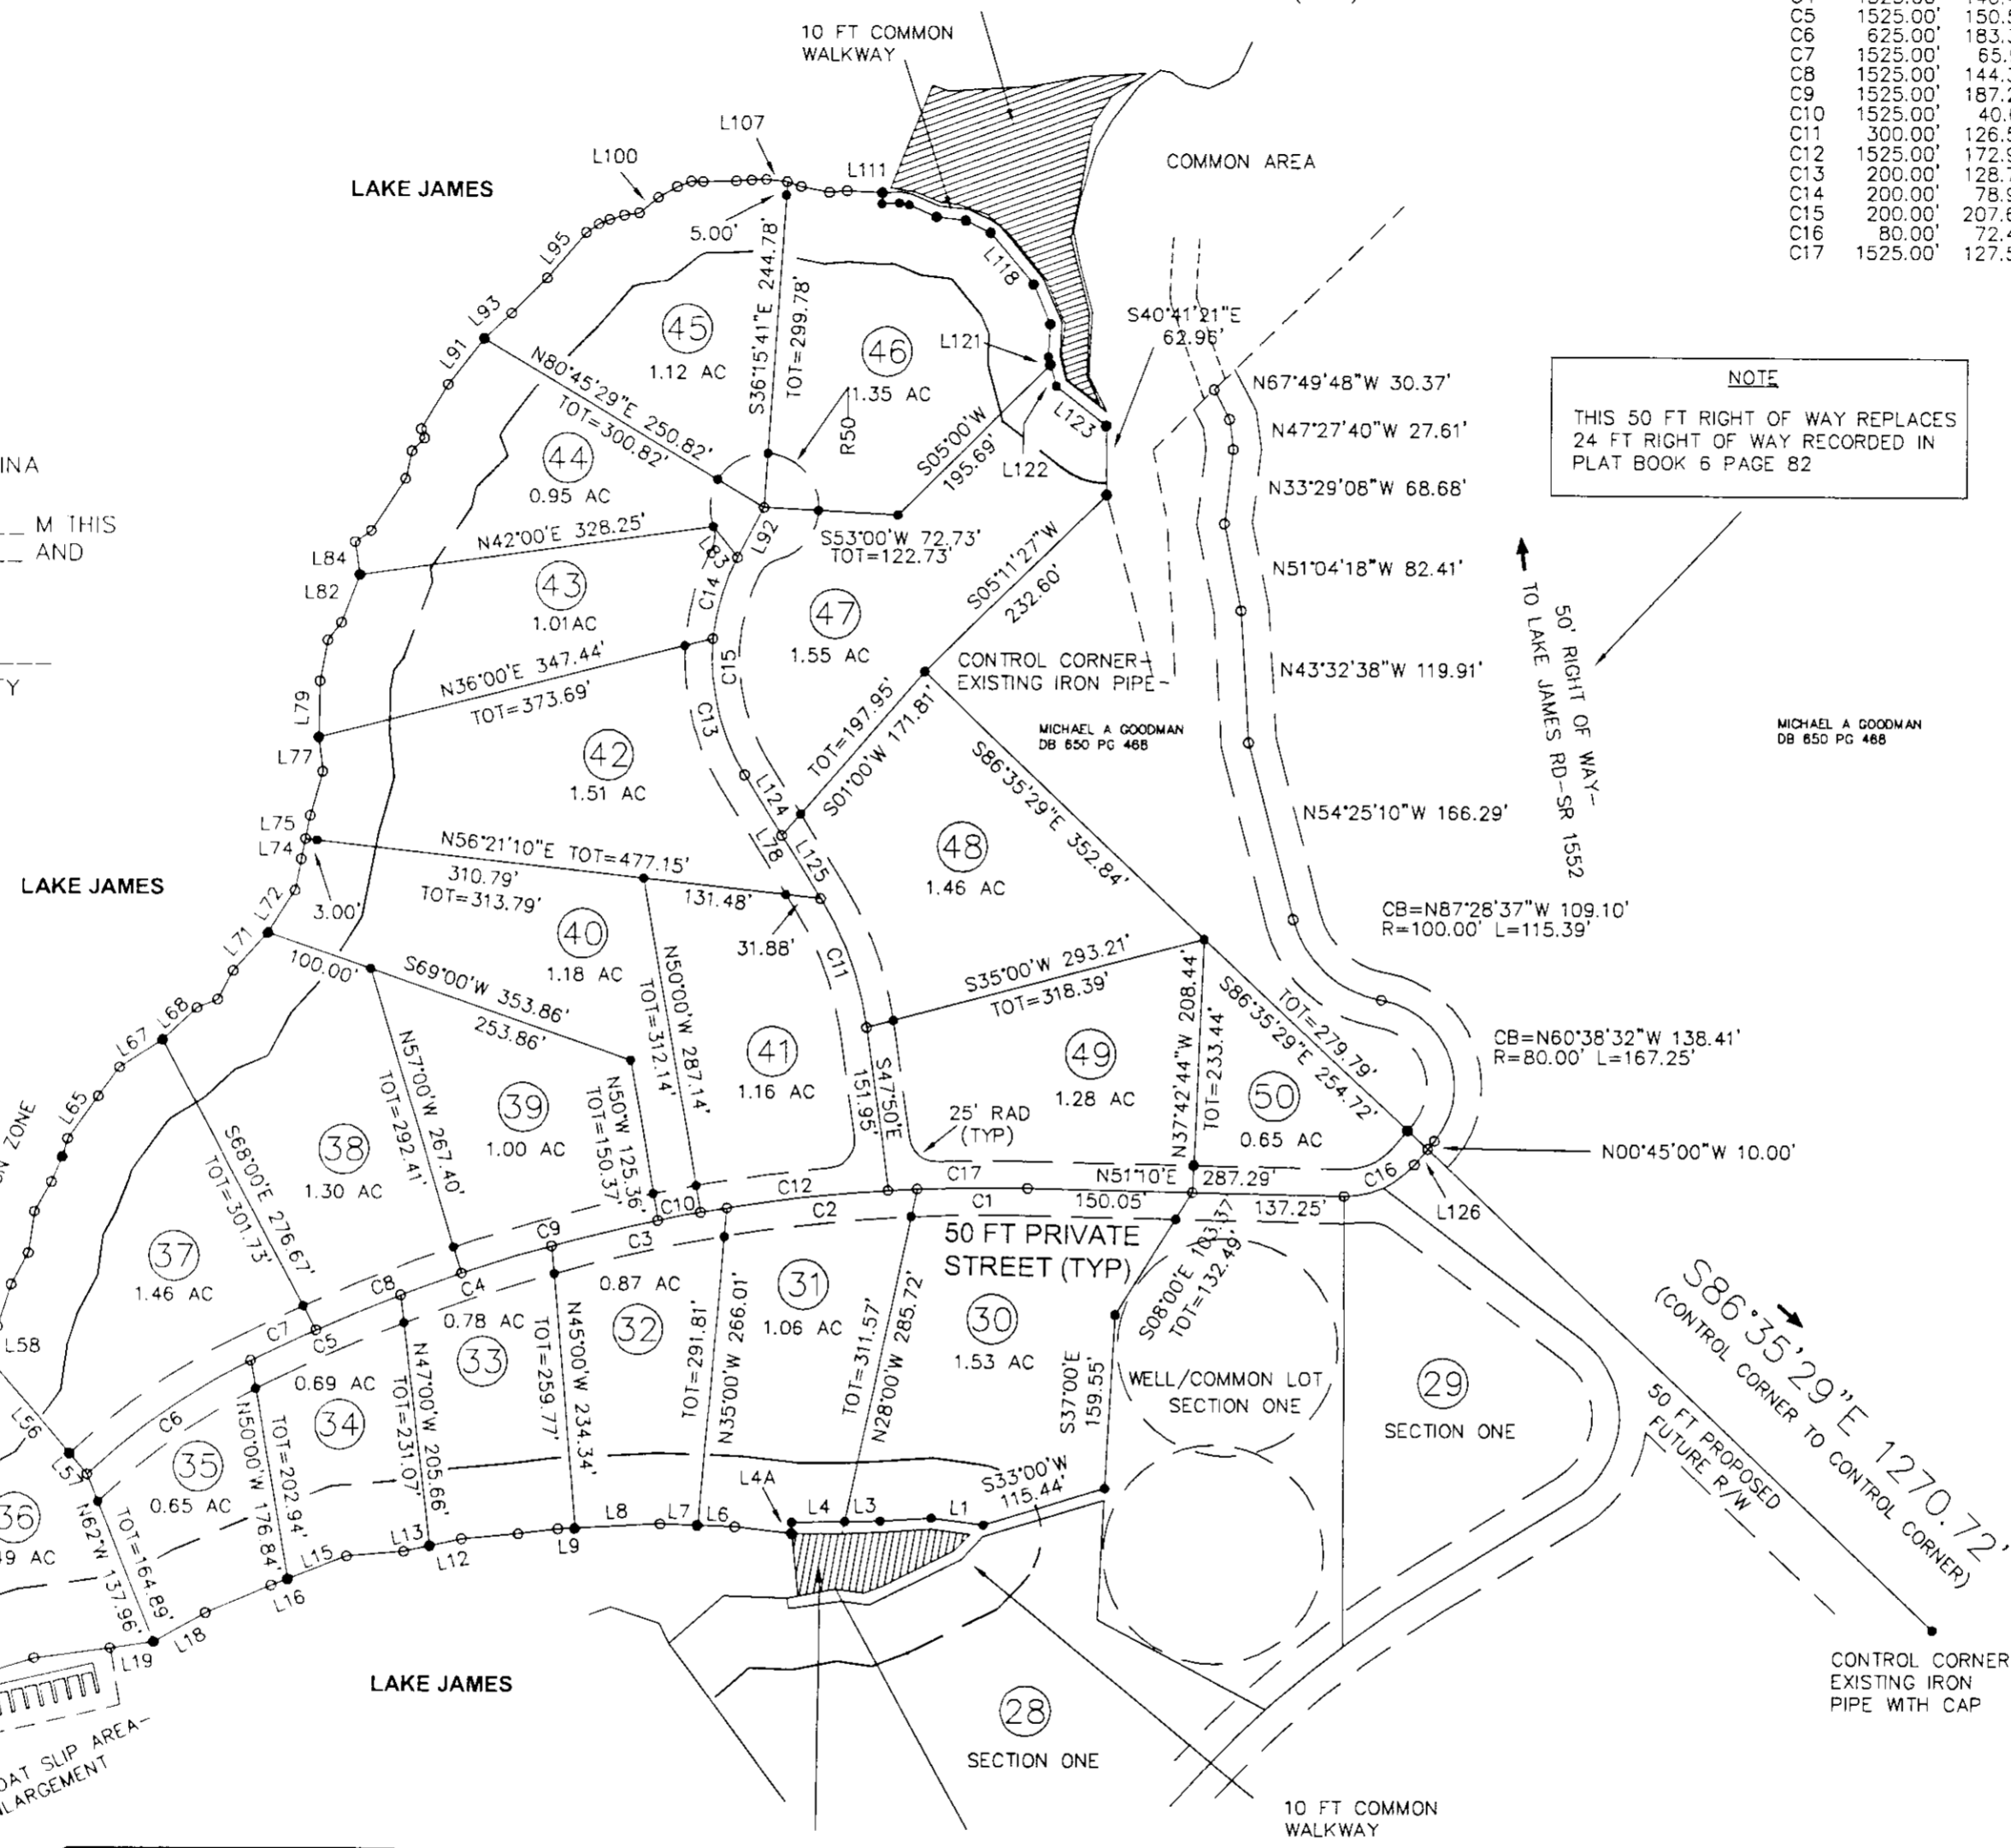 10 FT COMMON
WALKWAY
C5 1525.00' 150.5
C6 625.00' 183.3
C7 1525.00' 65.
C8 1525.00' 144.3
C9 1525.00' 187.2
C10 1525.00' 40.6
C11 300.00' 126.5
C12 1525.00' 172.9
C13 200.00' 128.7
C14 200.00' 78.9
C15 200.00' 207.6
C16 80.00' 72.4
C17 1525.00' 127.5
L107
L100
LAKE JAMES
L111
COMMON AREA
5.00'
L95
L93
L91
L118
S36°15'41"E 244.78'
TOT=299.78'
45
1.12 AC
46
1.35 AC
R50
L121
S40°41'21"E
62.96'
L123
L122
N80°45'29"E 250.82'
TOT=300.82'
S05°00'W
195.69'
N67°49'48"W 30.37'
N47°27'40"W 27.61'
N33°29'08"W 68.68'
N51°04'18"W 82.41'
N43°32'38"W 119.91'
N54°25'10"W 166.29'
NOTE
THIS 50 FT RIGHT OF WAY REPLACES
24 FT RIGHT OF WAY RECORDED IN
PLAT BOOK 6 PAGE 82
INA
M THIS
AND
TY
44
0.95 AC
N42°00'E 328.25'
L84
L82
L83
L92
S53°00'W 72.73'
TOT=122.73'
S05°11'27"W
232.60'
43
1.01AC
C14
47
1.55 AC
N36°00'E 347.44'
TOT=373.69'
L79
L77
C15
C13
CONTROL CORNER-
EXISTING IRON PIPE-
MICHAEL A GOODMAN
DB 650 PG 468
TO LAKE JAMES RD-SR 1552
50' RIGHT OF WAY-
MICHAEL A GOODMAN
DB 650 PG 468
TOT=197.95'
S01°00'W 171.81'
S86°35'29"E 352.84'
42
1.51 AC
L124
L78
L125
L75
L74
L72
L71
LAKE JAMES
N56°21'10"E TOT=477.15'
310.79'
TOT=313.79'
131.48'
3.00'
31.88'
48
1.46 AC
CB=N87°28'37"W 109.10'
R=100.00' L=115.39'
CB=N60°38'32"W 138.41'
R=80.00' L=167.25'
100.00'
S69°00'W 353.86'
253.86'
40
1.18 AC
C11
S35°00'W 293.21'
TOT=318.39'
L68
L67
L65
N57°00'W 267.40'
TOT=292.41'
N50°00'W 287.14'
TOT=312.14'
41
1.16 AC
S47°50'E
151.95'
49
1.28 AC
N37°42'44"W 208.44'
TOT=233.44'
TOT=279.79'
S86°35'29"E 254.72'
50
0.65 AC
N00°45'00"W 10.00'
25' RAD
(TYP)
39
1.00 AC
N50°W 125.36'
TOT=150.37'
38
1.30 AC
S68°00'E 276.67'
TOT=301.73'
ZONE
37
1.46 AC
L58
L56
L57
C16
L126
C17
N51°10'E 287.29'
C1
150.05'
137.25'
C12
C2
C10
C3
C9
C4
C8
C5
C7
C6
50 FT PRIVATE
STREET (TYP)
S08°00'E 103.37'
TOT=132.49'
0.87 AC
32
31
1.06 AC
30
1.53 AC
0.78 AC
33
0.69 AC
34
35
0.65 AC
36
9 AC
N62°W 137.96'
TOT=164.89'
N50°00'W 176.84'
TOT=202.94'
N47°00'W 205.66'
TOT=231.07'
N45°00'W 234.34'
TOT=259.77'
N35°00'W 266.01'
TOT=291.81'
N28°00'W 285.72'
TOT=311.57'
S37°00'E
159.55'
WELL/COMMON LOT
SECTION ONE
29
SECTION ONE
50 FT PROPOSED
FUTURE R/W
S86°35'29"E 1270.72'
(CONTROL CORNER TO CONTROL CORNER)
S33°00'W
115.44'
L4A
L4
L3
L1
L8
L7
L6
L9
L12
L13
L15
L16
L18
L19
LAKE JAMES
OAT SLIP AREA-
NLARGEMENT
28
SECTION ONE
CONTROL CORNER
EXISTING IRON
PIPE WITH CAP
10 FT COMMON
WALKWAY